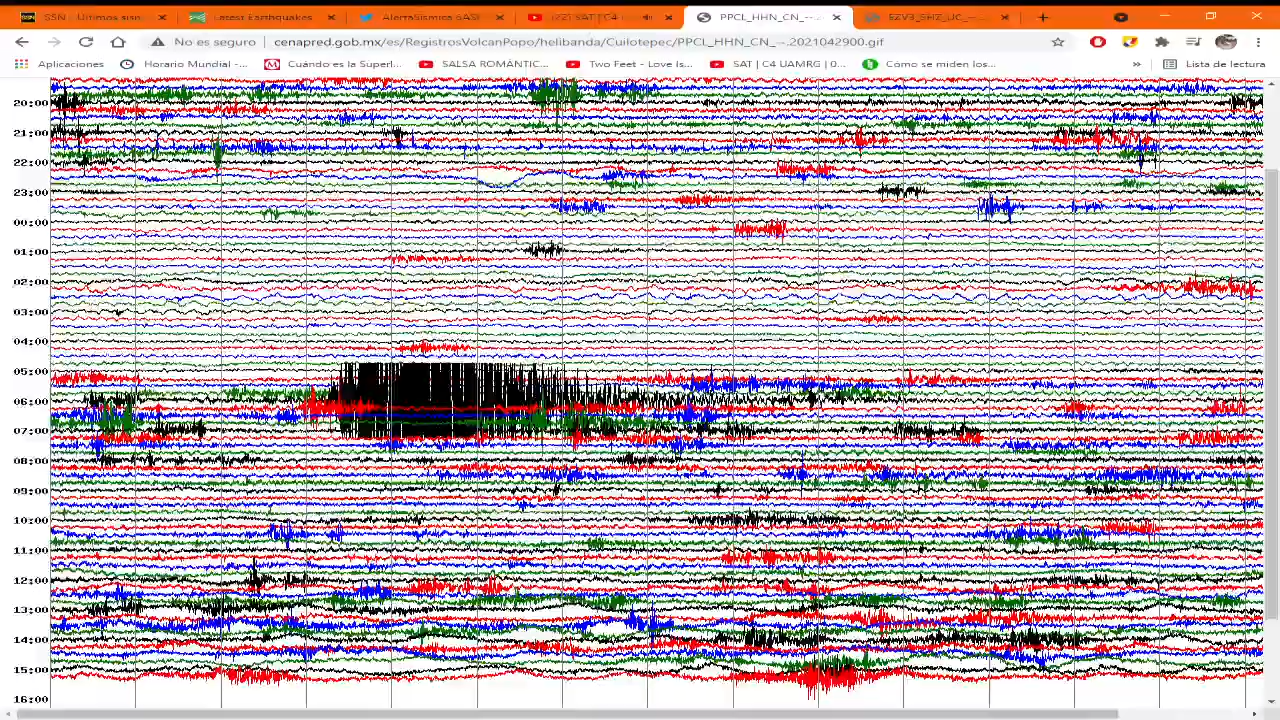 SSN - Últimos sism
Latest Earthquakes
AlertaSismica SASI
(22) SAT | C4
PPCL_HHN_CN_--.
EZV3_SHZ_UC_--.
No es seguro
cenapred.gob.mx/es/RegistrosVolcanPopo/helibanda/Cuilotepec/PPCL_HHN_CN_--.2021042900.gif
Aplicaciones
Horario Mundial -...
Cuándo es la Superl...
SALSA ROMÁNTIC...
Two Feet - Love Is...
SAT | C4 UAMRG | 0...
Cómo se miden los...
»
Lista de lectura
20:00
21:00
22:00
23:00
00:00
01:00
02:00
03:00
04:00
05:00
06:00
07:00
08:00
09:00
10:00
11:00
12:00
13:00
14:00
15:00
16:00